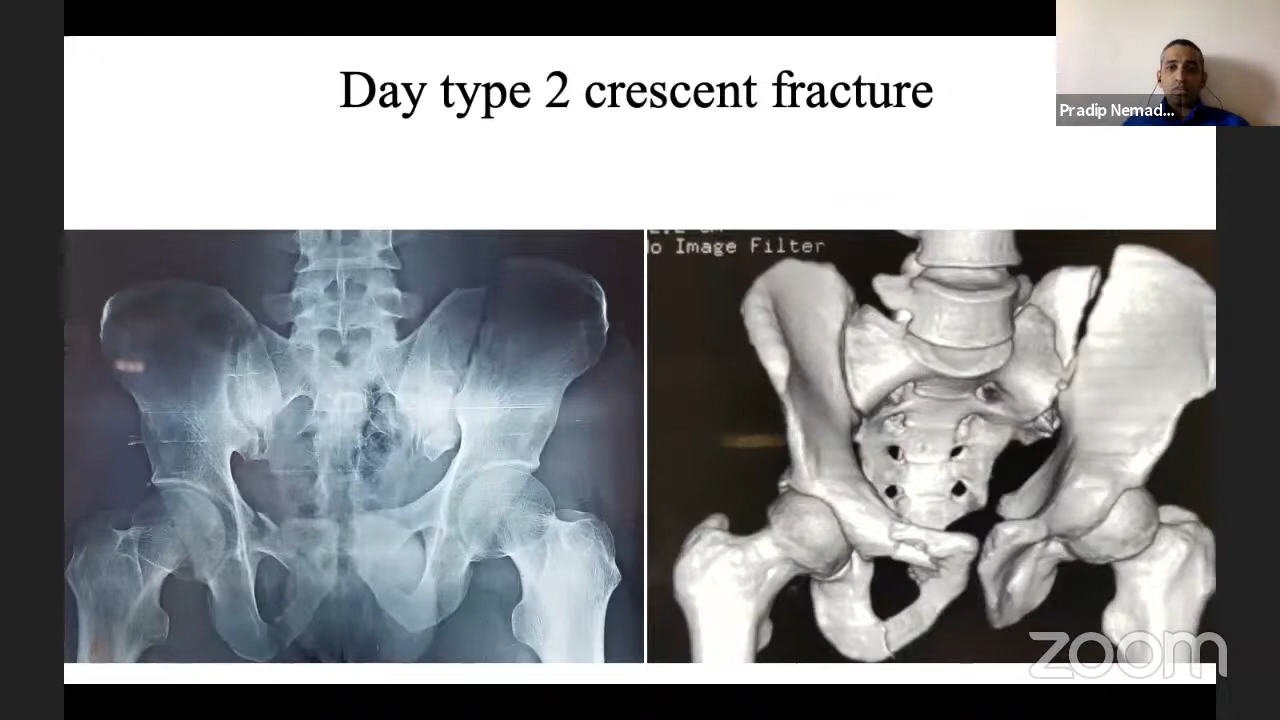 Day type 2 crescent fracture
Pradip Nemad...
o Image Filter
zoom